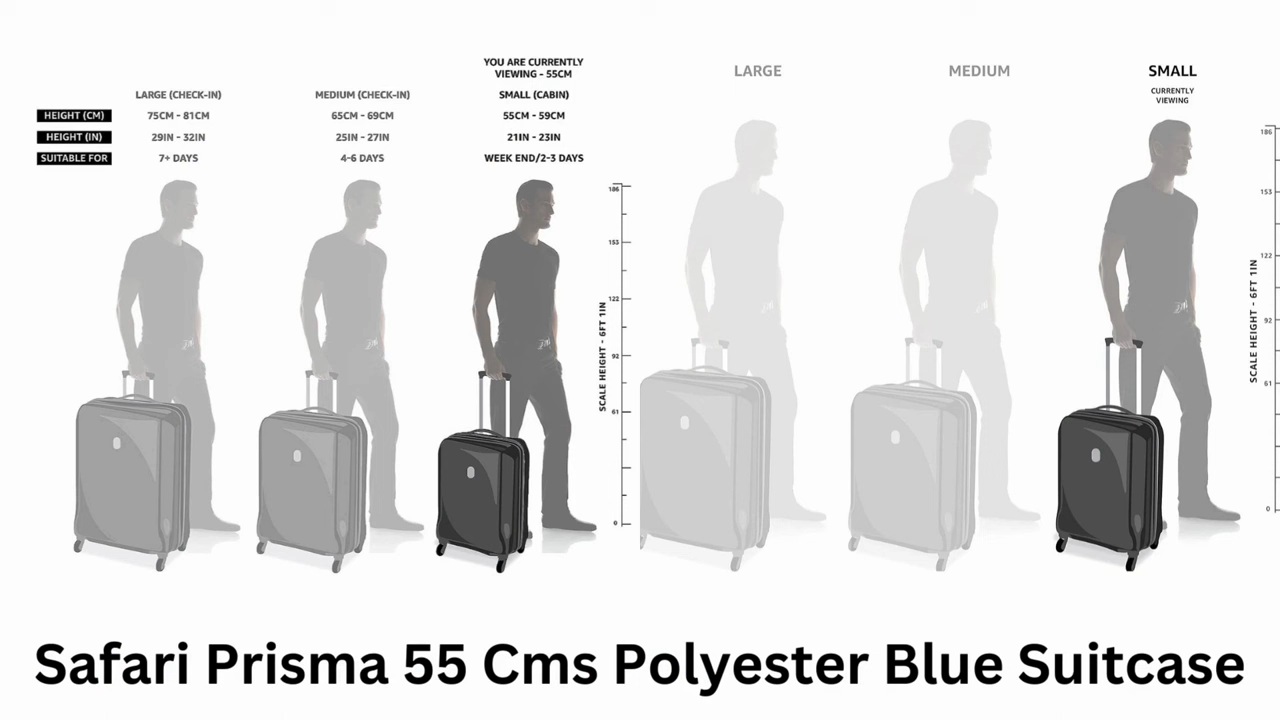 YOU ARE CURRENTLY
VIEWING - 55CM
LARGE (CHECK-IN) MEDIUM (CHECK-IN) SMALL (CABIN)
HEIGHT (CM) 75CM - 81CM 65CM - 69CM 55CM - 59CM
HEIGHT (IN) 29IN - 32IN 25IN - 27IN 21IN - 23IN
SUITABLE FOR 7+ DAYS 4-6 DAYS WEEK END/2-3 DAYS
186
153
122
92
61
0
SCALE HEIGHT - 6FT 1IN
LARGE MEDIUM SMALL
CURRENTLY
VIEWING
186
153
122
92
61
0
SCALE HEIGHT - 6FT 1IN
Safari Prisma 55 Cms Polyester Blue Suitcase